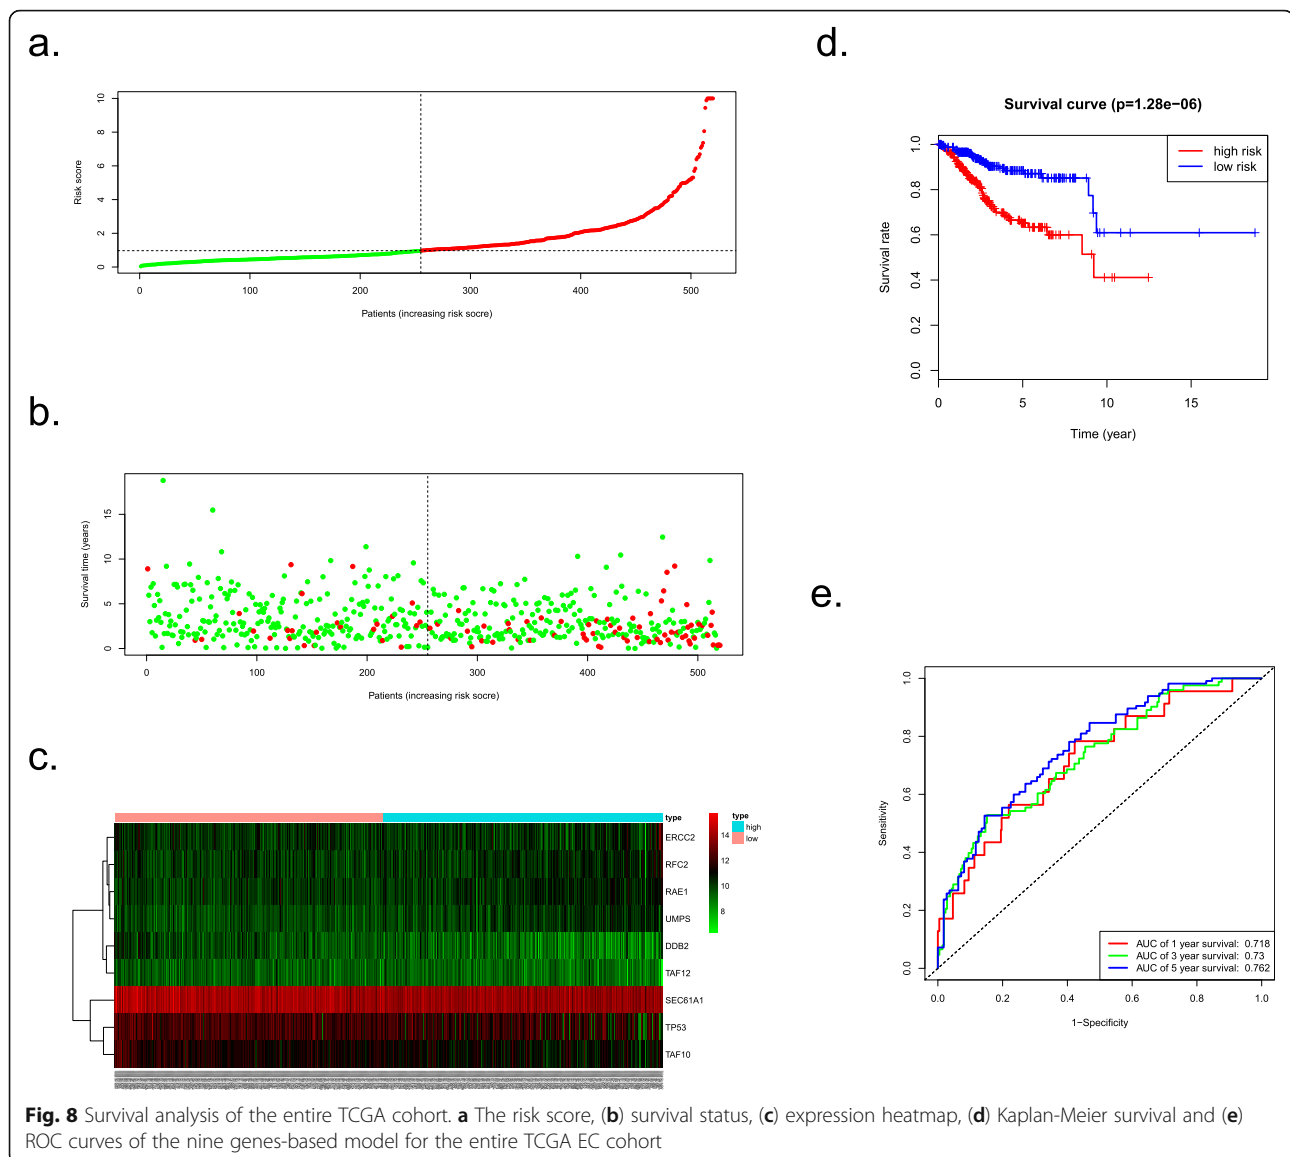 a.
10
8
6
4
2
0
Risk score
0 100 200 300 400 500
Patients (increasing risk socre)
b.
15
10
5
0
Survival time (years)
0 100 200 300 400 500
Patients (increasing risk socre)
c.
type
ERCC2
RFC2
RAE1
UMPS
DDB2
TAF12
SEC61A1
TP53
TAF10
14
12
10
8
type
high
low
d.
Survival curve (p=1.28e−06)
high risk
low risk
1.0
0.8
0.6
0.4
0.2
0.0
Survival rate
0 5 10 15
Time (year)
e.
1.0
0.8
0.6
0.4
0.2
0.0
Sensitivity
AUC of 1 year survival: 0.718
AUC of 3 year survival: 0.73
AUC of 5 year survival: 0.762
0.0 0.2 0.4 0.6 0.8 1.0
1−Specificity
Fig. 8 Survival analysis of the entire TCGA cohort. a The risk score, (b) survival status, (c) expression heatmap, (d) Kaplan-Meier survival and (e)
ROC curves of the nine genes-based model for the entire TCGA EC cohort